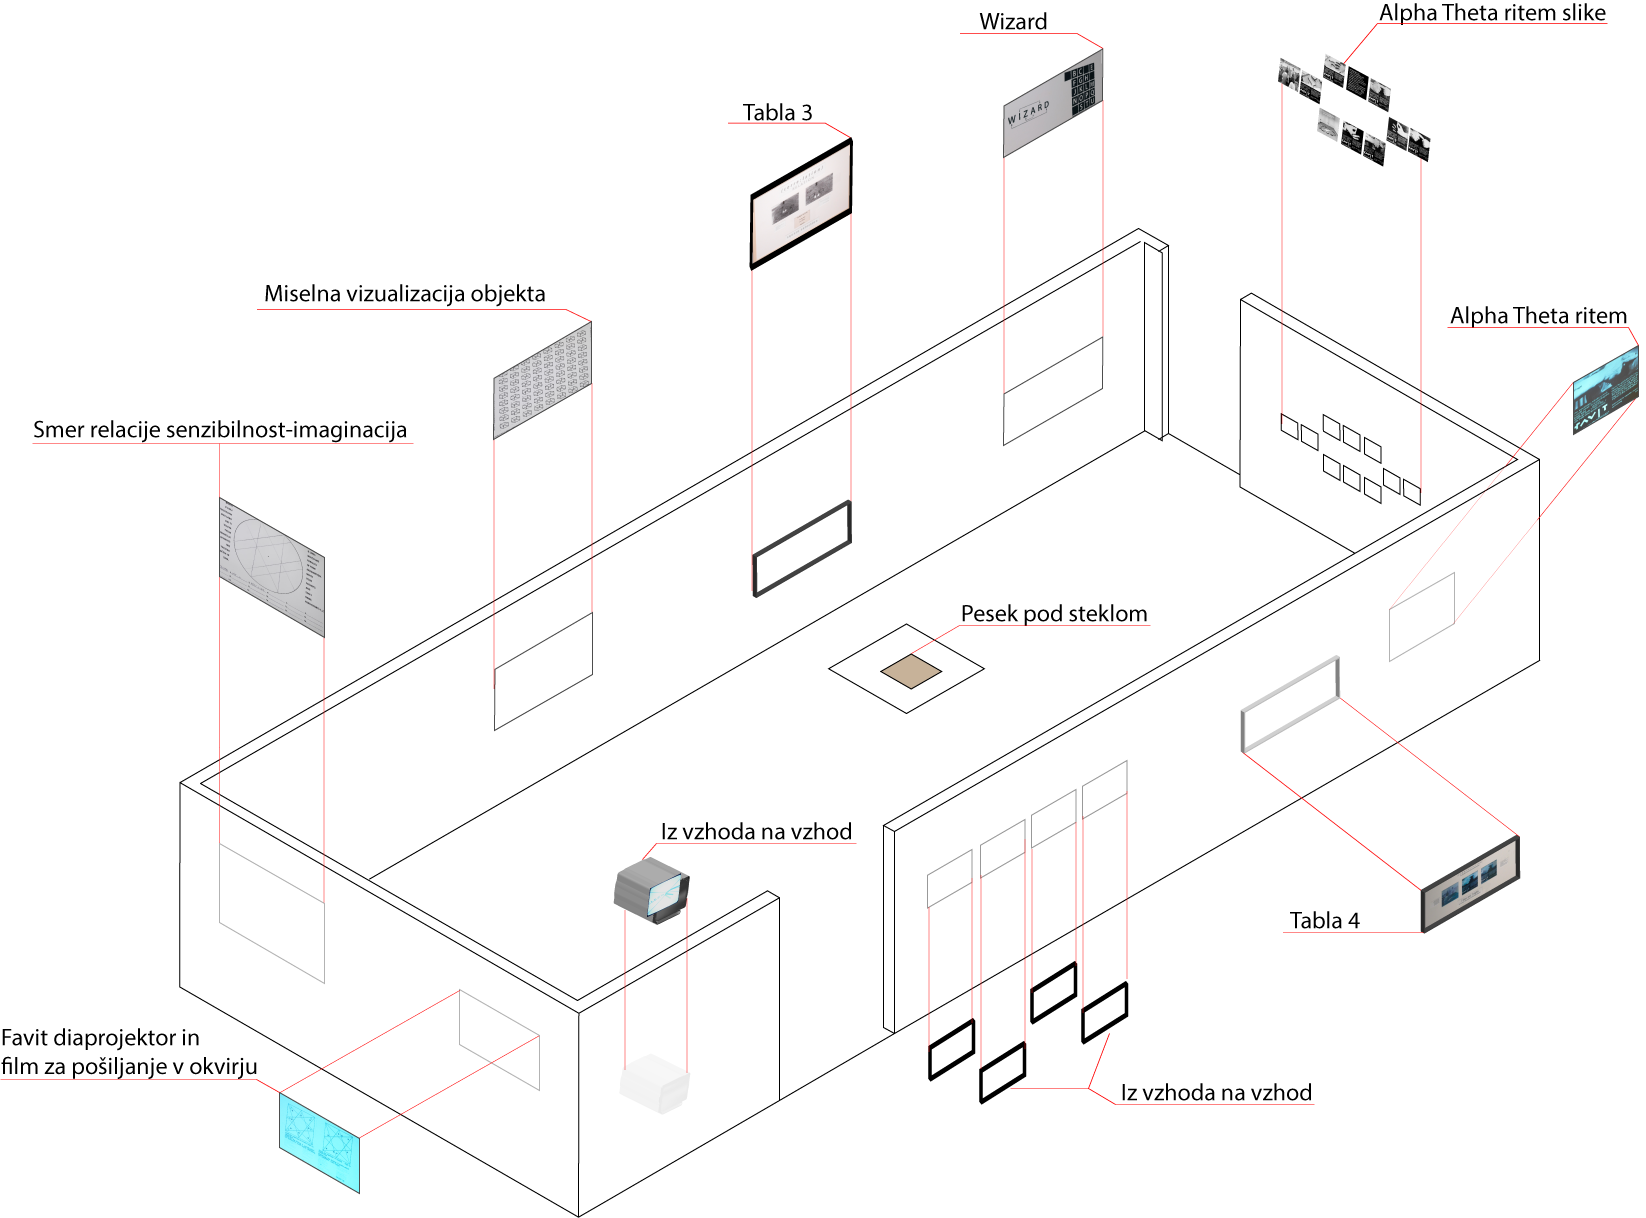 Alpha Theta ritem slike
Wizard
Tabla 3
WIZARD
Miselna vizualizacija objekta
Alpha Theta ritem
Smer relacije senzibilnost-imaginacija
Pesek pod steklom
Iz vzhoda na vzhod
Tabla 4
Favit diaprojektor in
film za pošiljanje v okvirju
Iz vzhoda na vzhod